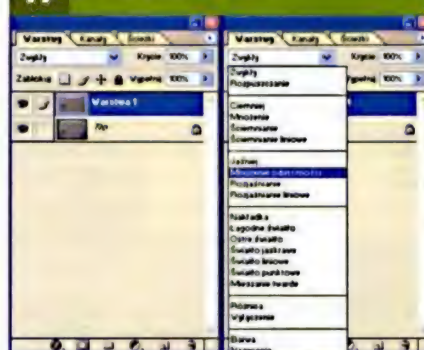 Warstwy Kanały Ścieżki
Zwykły Krycie: 100%
Zablokuj: Wypełnij: 100%
Warstwa 1
Tło
Warstwy Kanały Ścieżki
Zwykły Krycie: 100%
Wypełnij: 100%
Zwykły
Rozpuszczanie
Ciemniej
Mnożenie
Ściemnianie
Ściemnianie liniowe
Jaśniej
Mnożenie odwrotności
Rozjaśnianie
Rozjaśnianie liniowe
Nakładka
Łagodne światło
Ostre światło
Światło jaskrawe
Światło liniowe
Światło punktowe
Mieszanie twarde
Różnica
Wyłączenie
Barwa